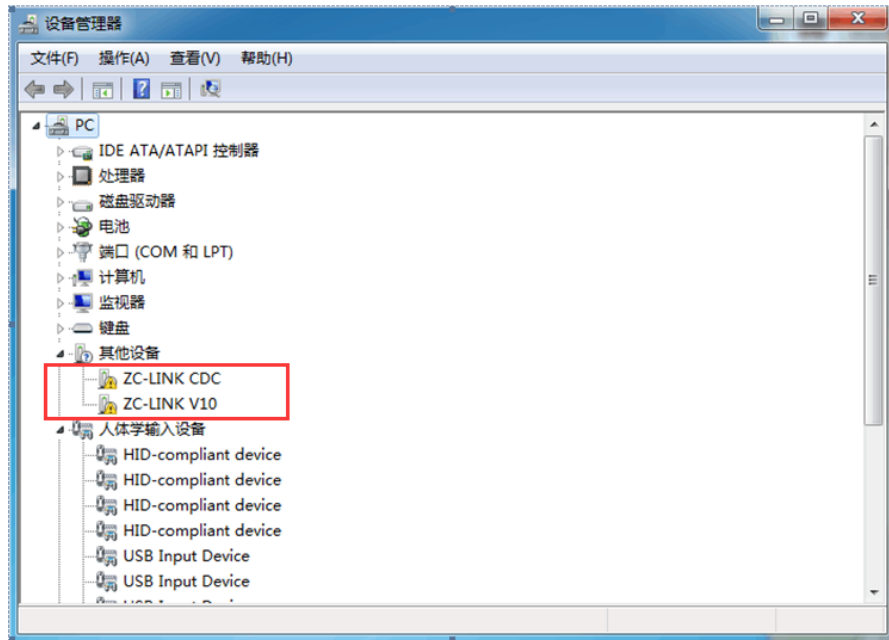 设备管理器
文件(F) 操作(A) 查看(V) 帮助(H)
PC
IDE ATA/ATAPI 控制器
处理器
磁盘驱动器
电池
端口 (COM 和 LPT)
计算机
监视器
键盘
其他设备
ZC-LINK CDC
ZC-LINK V10
人体学输入设备
HID-compliant device
HID-compliant device
HID-compliant device
HID-compliant device
USB Input Device
USB Input Device